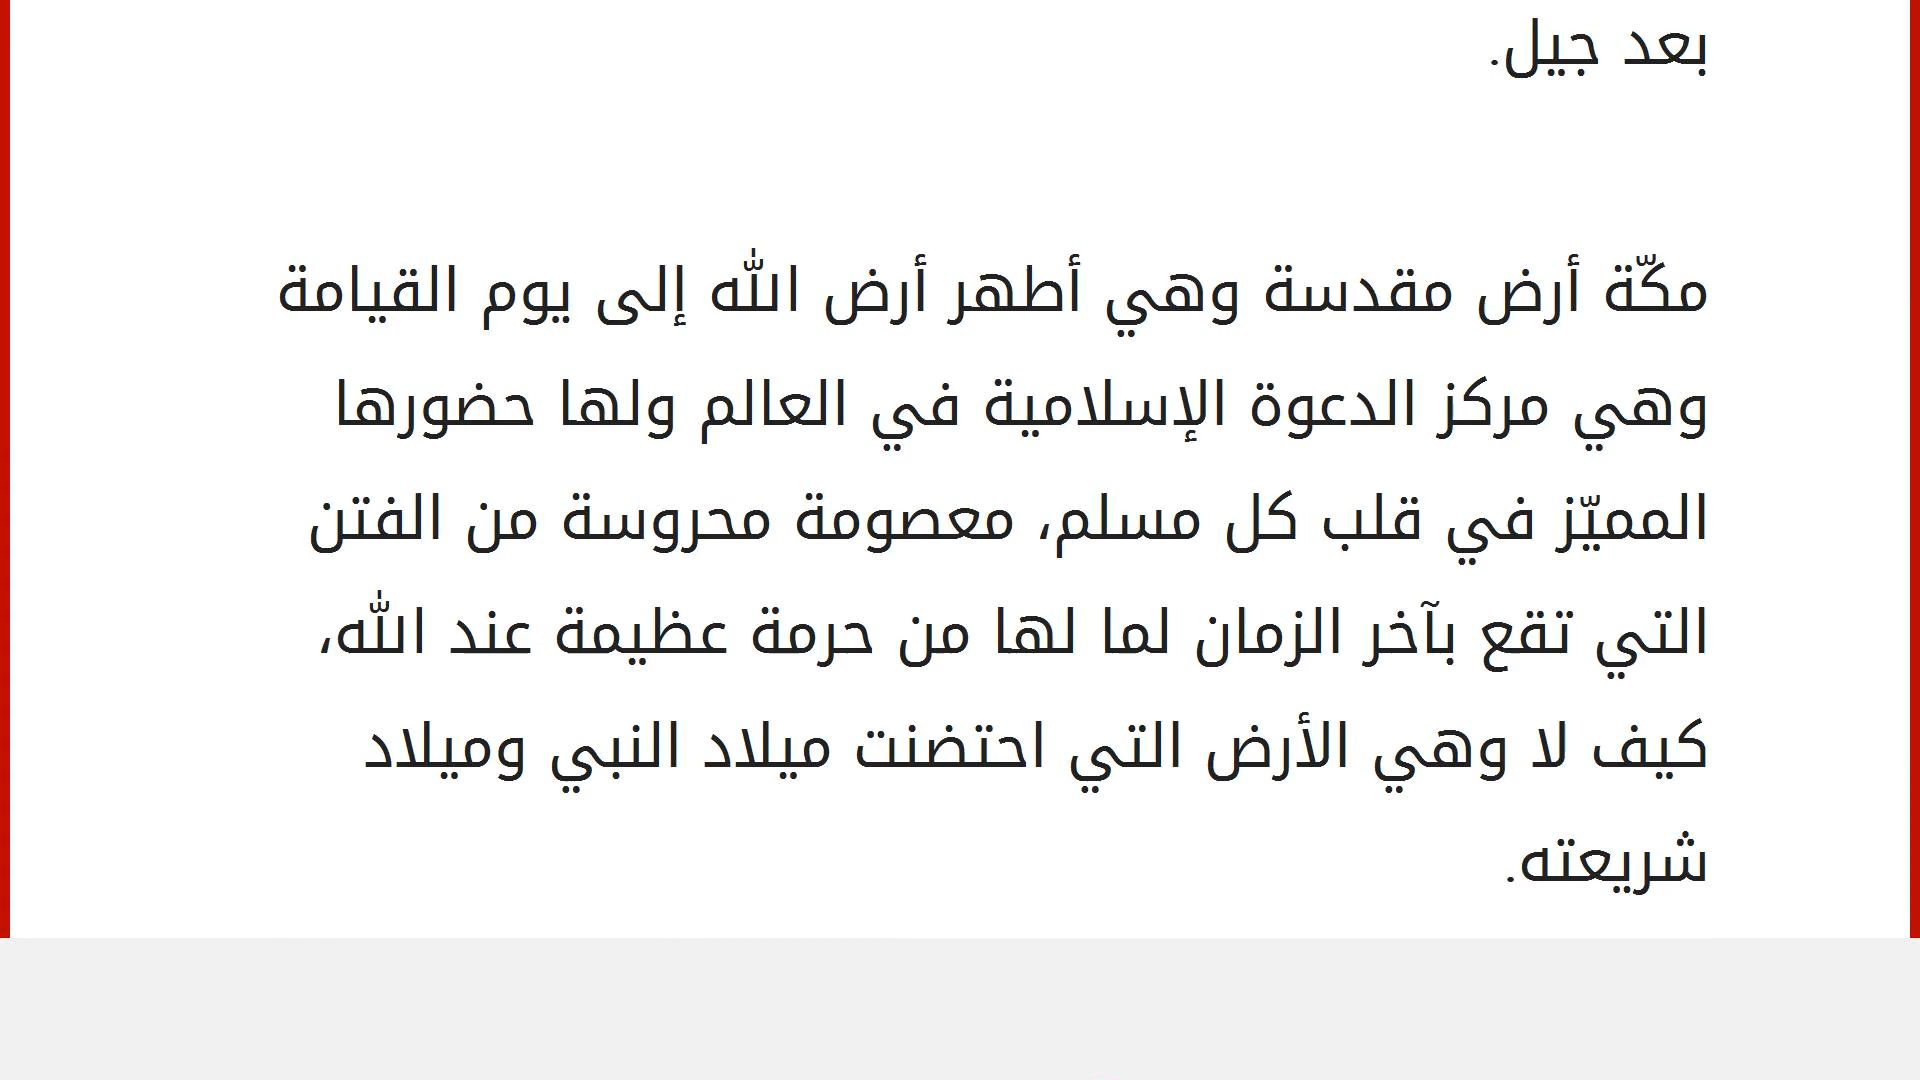 بعد جيل.
مكّة أرض مقدسة وهي أطهر أرض الله إلى يوم القيامة
وهي مركز الدعوة الإسلامية في العالم ولها حضورها
المميّز في قلب كل مسلم، معصومة محروسة من الفتن
التي تقع بآخر الزمان لما لها من حرمة عظيمة عند الله،
كيف لا وهي الأرض التي احتضنت ميلاد النبي وميلاد
شريعته.